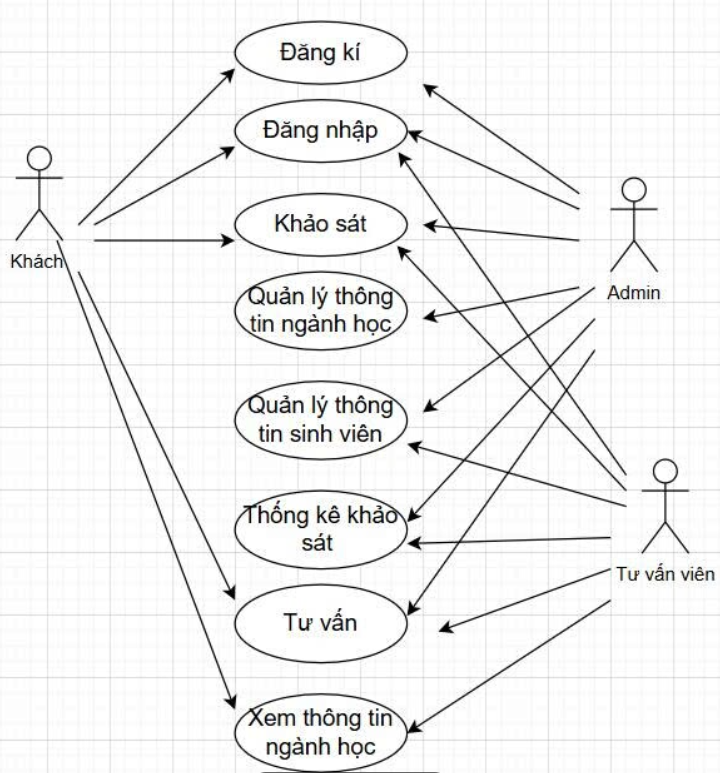 Đăng kí
Đăng nhập
Khảo sát
Khách
Quản lý thông
tin ngành học
Admin
Quản lý thông
tin sinh viên
Thống kê khảo
sát
Tư vấn viên
Tư vấn
Xem thông tin
ngành học